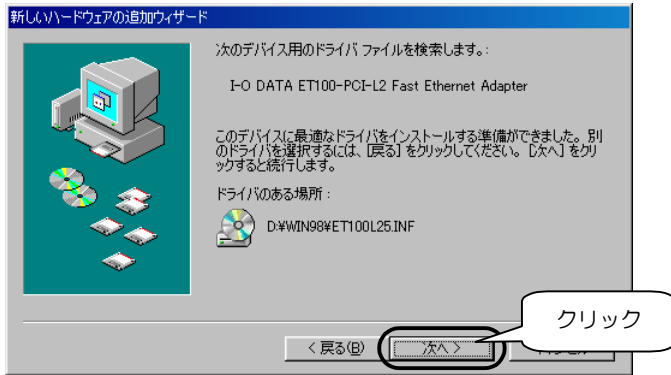 新しいハードウェアの追加ウィザード
次のデバイス用のドライバ ファイルを検索します。:
I-O DATA ET100-PCI-L2 Fast Ethernet Adapter
このデバイスに最適なドライバをインストールする準備ができました。別
のドライバを選択するには、[戻る] をクリックしてください。[次へ] をクリ
ックすると続行します。
ドライバのある場所 :
D:¥WIN98¥ET100L25.INF
クリック
< 戻る(B)
次へ >